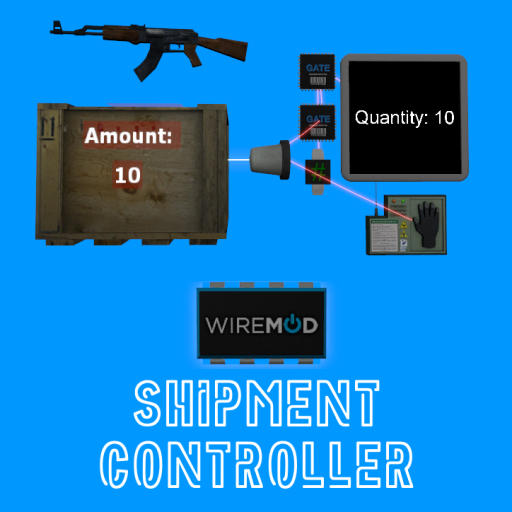 GATE
GATE
Amount:
10
Quantity: 10
#
WIREMOD
SHIPMENT
CONTROLLER